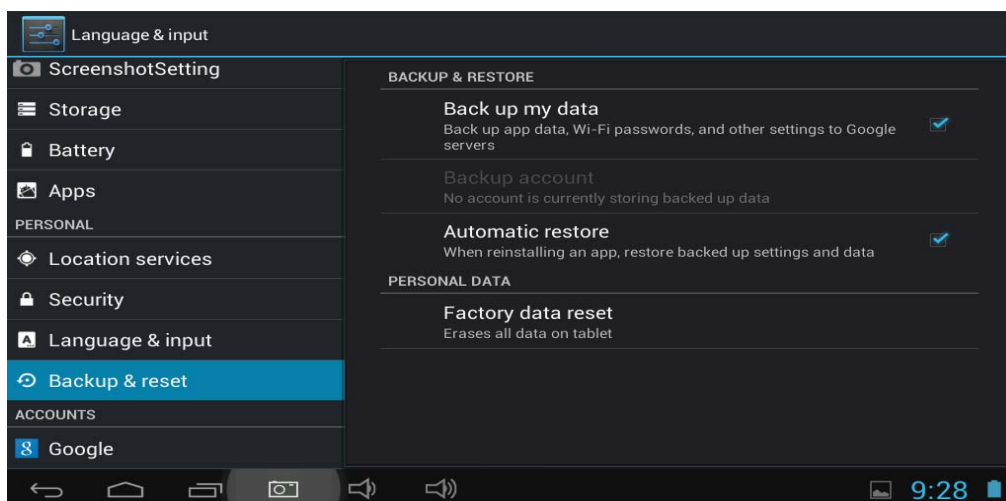 Language & input
ScreenshotSetting
Storage
Battery
Apps
PERSONAL
Location services
Security
Language & input
Backup & reset
ACCOUNTS
8 Google
BACKUP & RESTORE
Back up my data
Back up app data, Wi-Fi passwords, and other settings to Google
servers
Backup account
No account is currently storing backed up data
Automatic restore
When reinstalling an app, restore backed up settings and data
PERSONAL DATA
Factory data reset
Erases all data on tablet
9:28